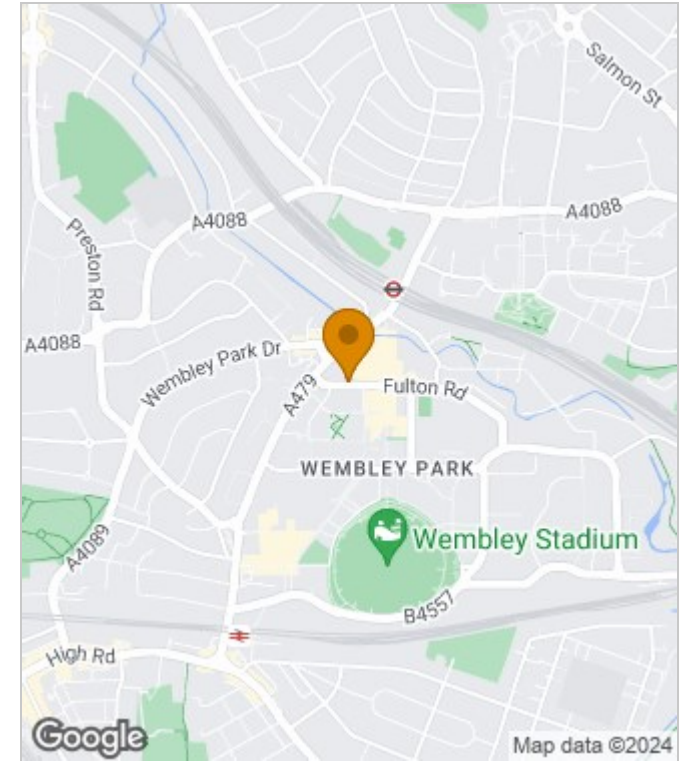 Salmon St
A4088
A4088
Preston Rd
A4088
Wembley Park Dr
A479
Fulton Rd
WEMBLEY PARK
Wembley Stadium
A4089
B4557
High Rd
Google
Map data ©2024